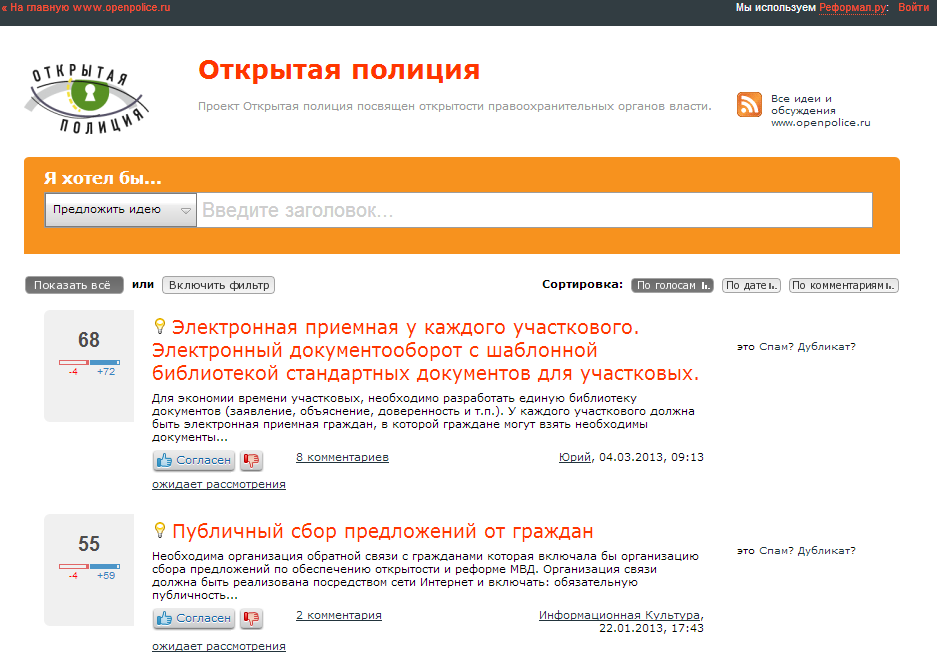 « На главную www.openpolice.ru
Мы используем Реформал.ру: Войти
ОТКРЫТАЯ
ПОЛИЦИЯ
Открытая полиция
Проект Открытая полиция посвящен открытости правоохранительных органов власти.
Все идеи и
обсуждения
www.openpolice.ru
Я хотел бы...
Предложить идею
Введите заголовок...
Показать всё или Включить фильтр
Сортировка: По голосам По дате По комментариям
68
-4 +72
Электронная приемная у каждого участкового.
Электронный документооборот с шаблонной
библиотекой стандартных документов для участковых.
это Спам? Дубликат?
Для экономии времени участковых, необходимо разработать единую библиотеку
документов (заявление, объяснение, доверенность и т.п.). У каждого участкового должна
быть электронная приемная граждан, в которой граждане могут взять необходимы
документы...
Согласен 8 комментариев Юрий, 04.03.2013, 09:13
ожидает рассмотрения
55
-4 +59
Публичный сбор предложений от граждан
это Спам? Дубликат?
Необходима организация обратной связи с гражданами которая включала бы организацию
сбора предложений по обеспечению открытости и реформе МВД. Организация связи
должна быть реализована посредством сети Интернет и включать: обязательную
публичность...
Согласен 2 комментария Информационная Культура,
22.01.2013, 17:43
ожидает рассмотрения